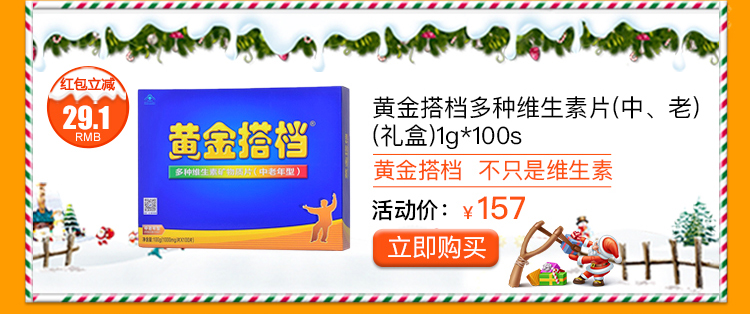 红包立减
29.1
RMB
黄金搭档®
多种维生素矿物质片(中老年型)
黄金搭档多种维生素片(中、老)
(礼盒)1g*100s
黄金搭档 不只是维生素
活动价：¥157
立即购买